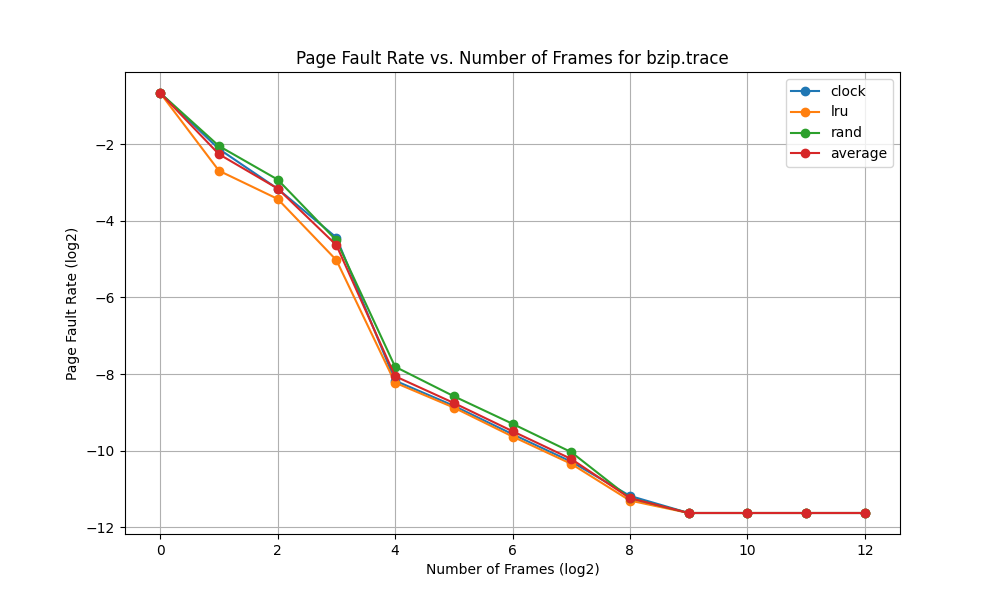 Page Fault Rate vs. Number of Frames for bzip.trace
clock
lru
rand
average
−2
−4
−6
−8
−10
−12
Page Fault Rate (log2)
0 2 4 6 8 10 12
Number of Frames (log2)